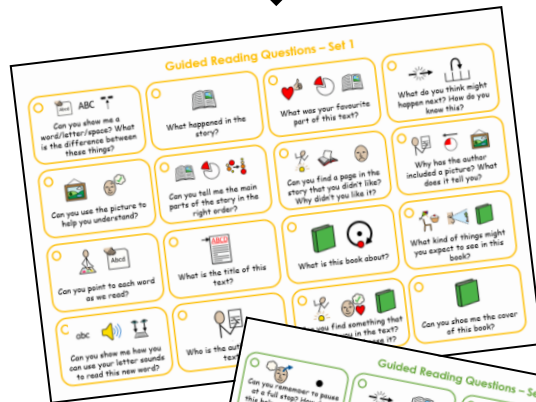 Guided Reading Questions – Set 1
Abcd
ABC
Can you show me a
word/letter/space? What
is the difference between
these things?
What happened in the
story?
What was your favourite
part of this text?
What do you think might
happen next? How do you
know this?
Can you use the picture to
help you understand?
Can you tell me the main
parts of the story in the
right order?
Can you find a page in the
story that you didn't like?
Why didn't you like it?
Why has the author
included a picture? What
does it tell you?
Abcd
Can you point to each word
as we read?
ABCD
What is the title of this
text?
What is this book about?
What kind of things might
you expect to see in this
book?
abc
Can you show me how you
can use your letter sounds
to read this new word?
Who is the
you find something that
you in the text?
Can you shoe me the cover
of this book?
Guided Reading Questions – Se
Can you remember to pause
at a full stop?